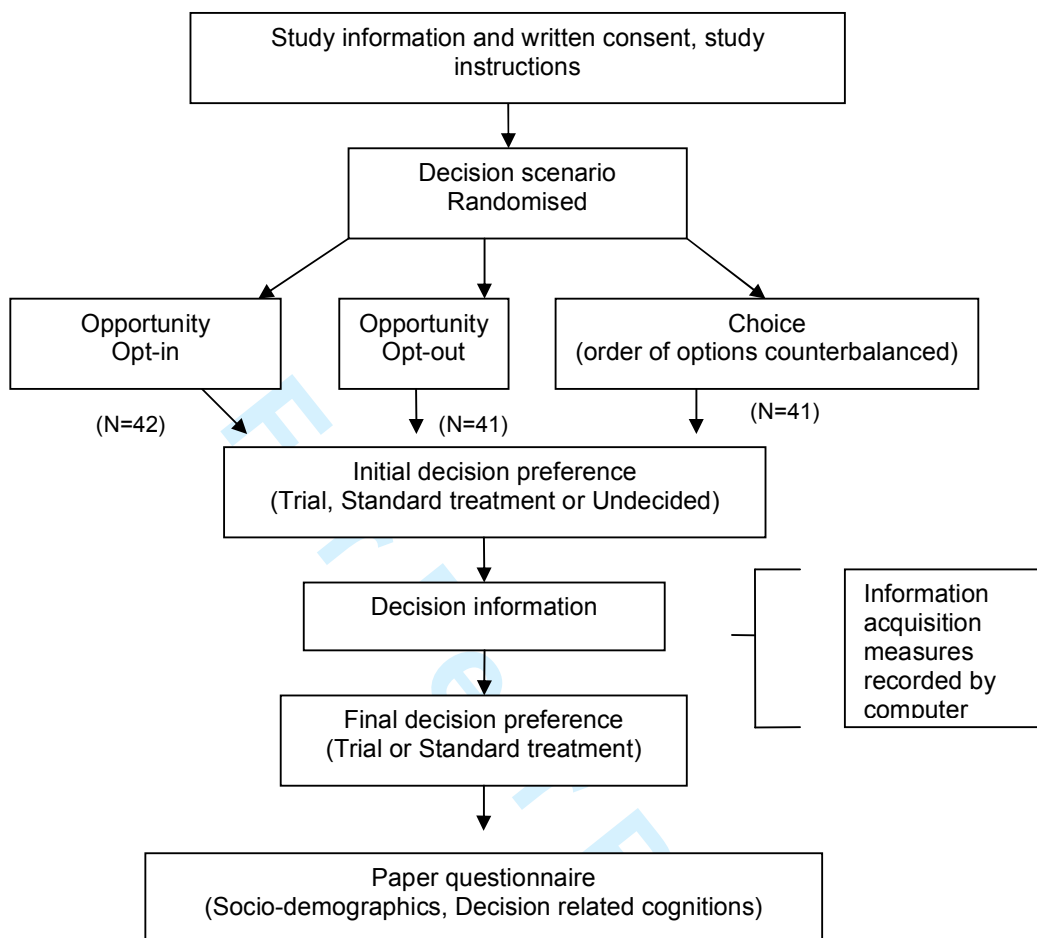 Study information and written consent, study
instructions
Decision scenario
Randomised
Opportunity
Opt-in
Opportunity
Opt-out
Choice
(order of options counterbalanced)
(N=42)
(N=41)
(N=41)
Initial decision preference
(Trial, Standard treatment or Undecided)
Decision information
Information
acquisition
measures
recorded by
computer
Final decision preference
(Trial or Standard treatment)
Paper questionnaire
(Socio-demographics, Decision related cognitions)